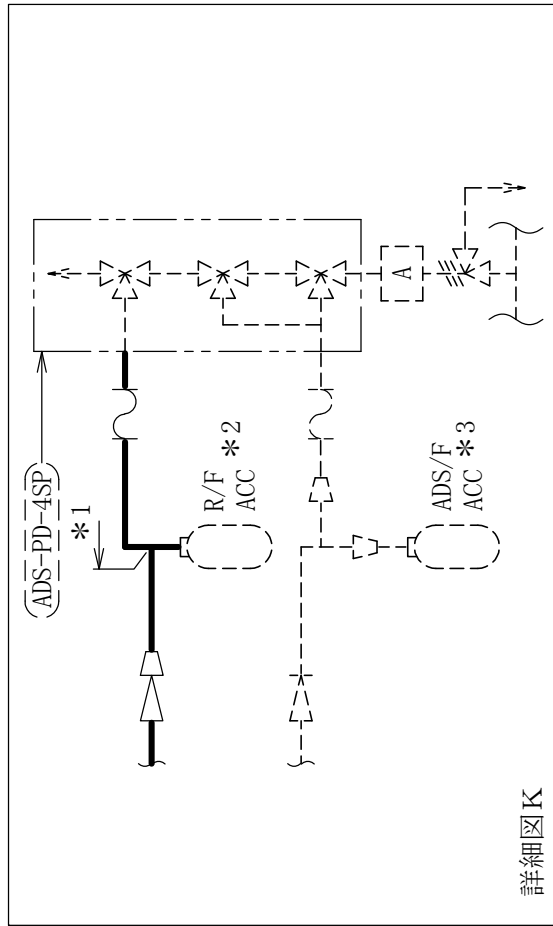 ADS-PD-4SP
*1
R/F
ACC *2
ADS/F
ACC *3
A
詳細図K